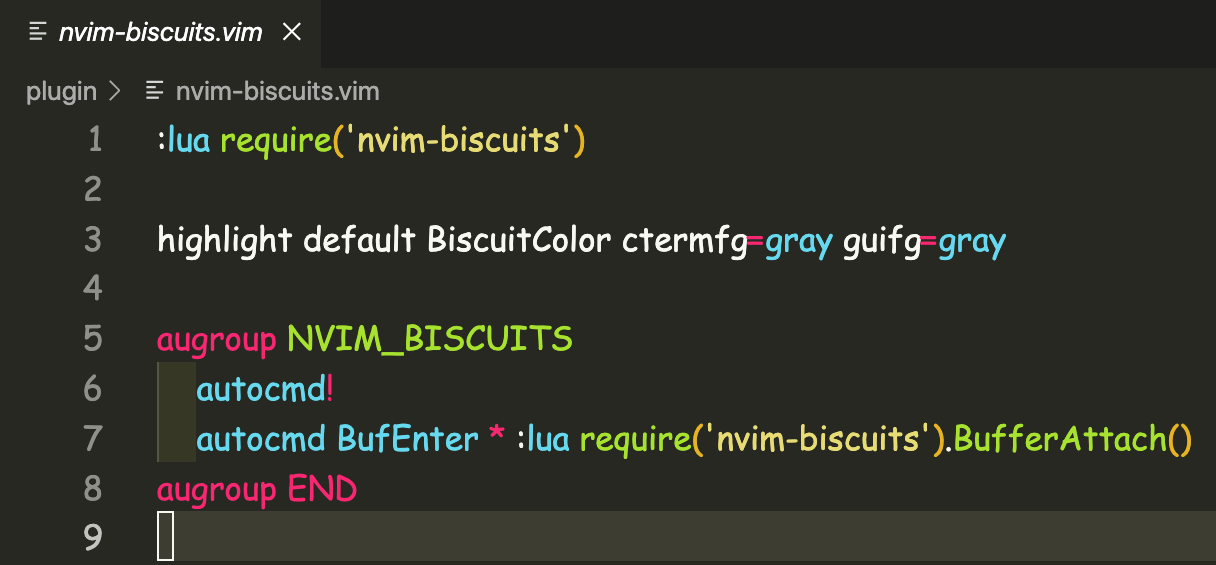 nvim-biscuits.vim
plugin > nvim-biscuits.vim
1 :lua require('nvim-biscuits')
2
3 highlight default BiscuitColor ctermfg=gray guifg=gray
4
5 augroup NVIM_BISCUITS
6   autocmd!
7   autocmd BufEnter * :lua require('nvim-biscuits').BufferAttach()
8 augroup END
9